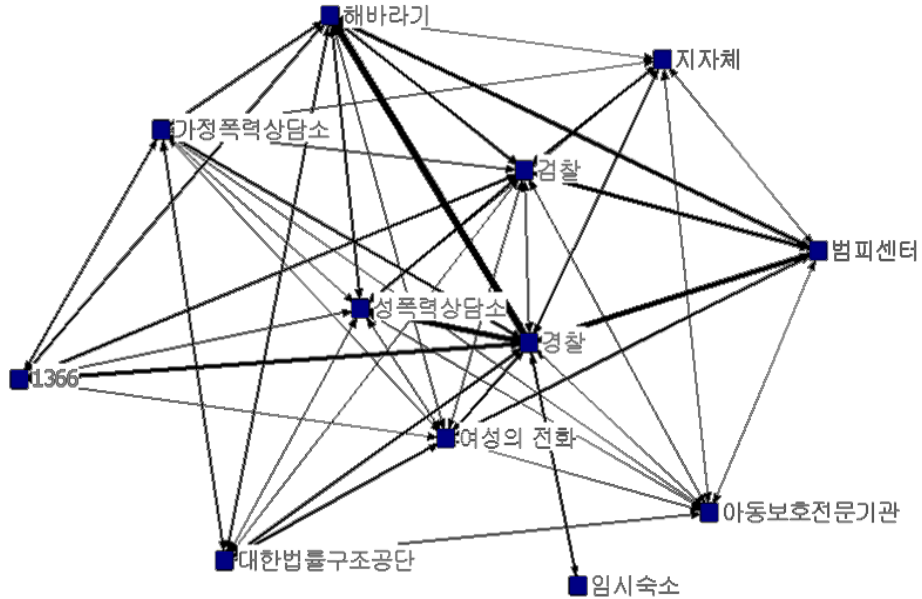 해바라기
지자체
가정폭력상담소
검찰
범피센터
성폭력상담소
경찰
1366
여성의 전화
아동보호전문기관
대한법률구조공단
임시숙소